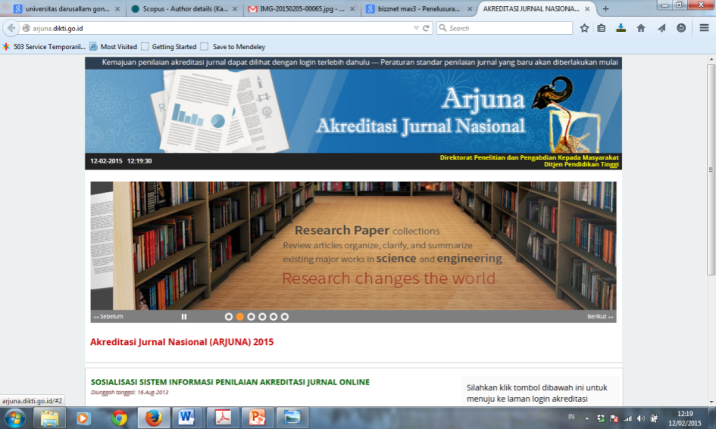 universitas darusallam gon...
Scopus - Author details (Ka...
IMG-20150205-00065.jpg - ...
biznet max3 - Penelusura...
AKREDITASI JURNAL NASIONA...
arjuna.dikti.go.id
Search
503 Service Temporaril...
Most Visited
Getting Started
Save to Mendeley
Kemajuan penilaian akreditasi jurnal dapat dilihat dengan login terlebih dahulu --- Peraturan standar penilaian jurnal yang baru akan diberlakukan mulai
Arjuna
Akreditasi Jurnal Nasional
12-02-2015 12:19:30
Direktorat Penelitian dan Pengabdian Kepada Masyarakat
Ditjen Pendidikan Tinggi
Research Paper collections
Review articles organize, clarify, and summarize
existing major works in science and engineering
Research changes the world
‹‹ Sebelum
Berikut ››
Akreditasi Jurnal Nasional (ARJUNA) 2015
SOSIALISASI SISTEM INFORMASI PENILAIAN AKREDITASI JURNAL ONLINE
Diunggah tanggal: 16-Aug-2013
Silahkan klik tombol dibawah ini untuk
menuju ke laman login akreditasi
arjuna.dikti.go.id/#2
IN
12:19
12/02/2015